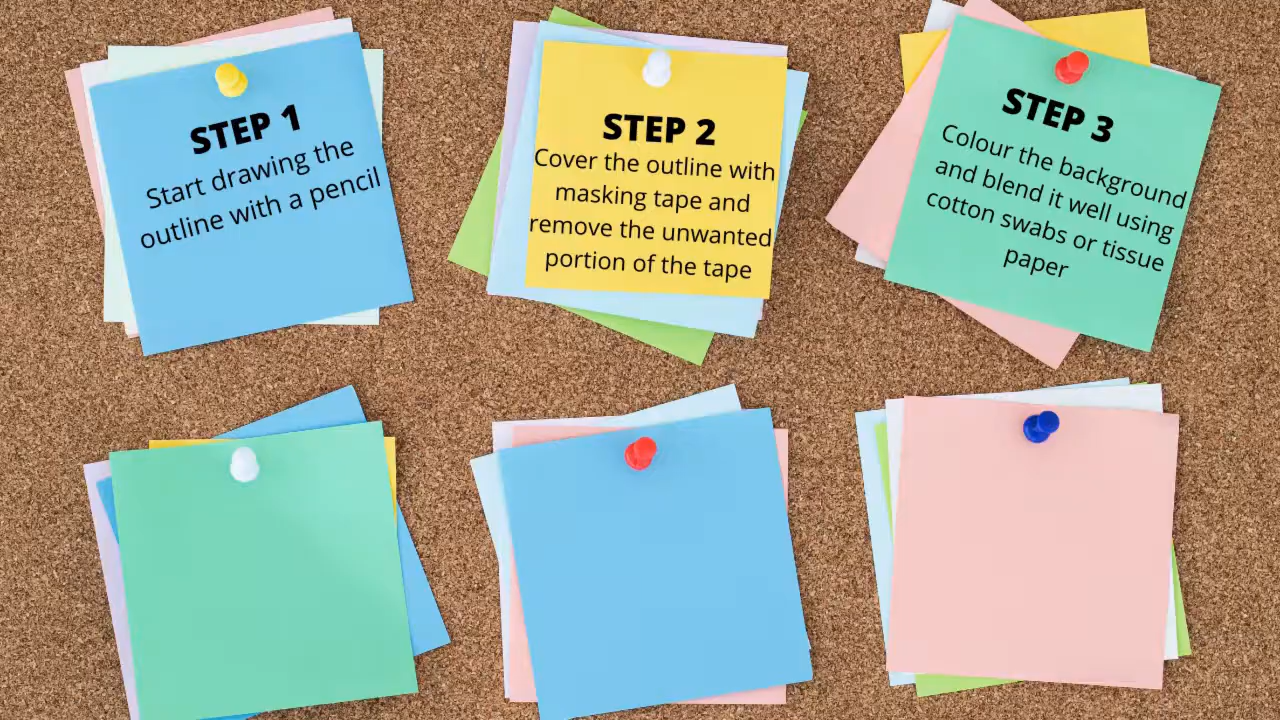 STEP 1
Start drawing the
outline with a pencil
STEP 2
Cover the outline with
masking tape and
remove the unwanted
portion of the tape
STEP 3
Colour the background
and blend it well using
cotton swabs or tissue
paper